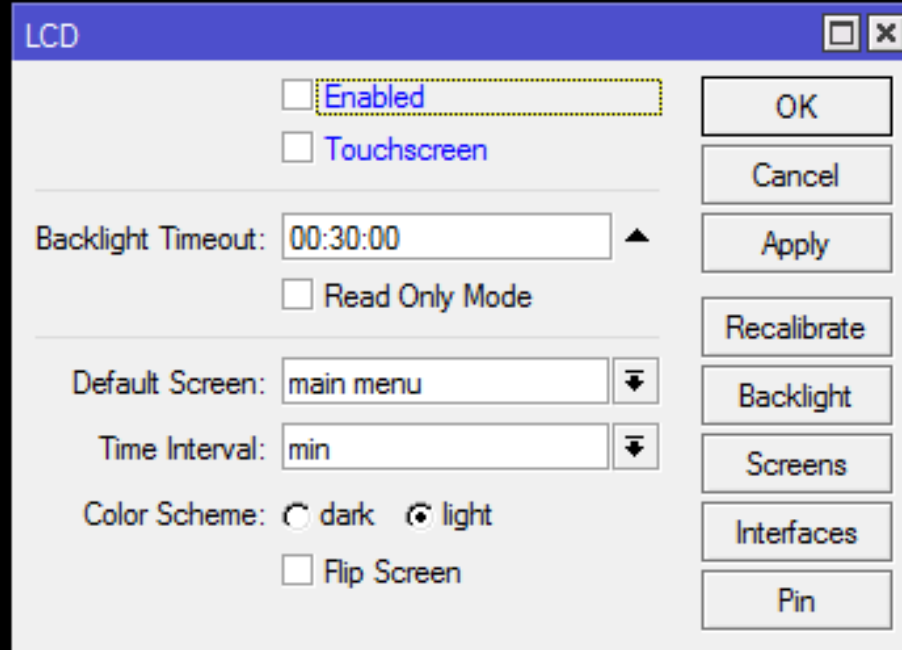 LCD
Enabled
Touchscreen
Backlight Timeout: 00:30:00
Read Only Mode
Default Screen: main menu
Time Interval: min
Color Scheme: dark light
Flip Screen
OK
Cancel
Apply
Recalibrate
Backlight
Screens
Interfaces
Pin